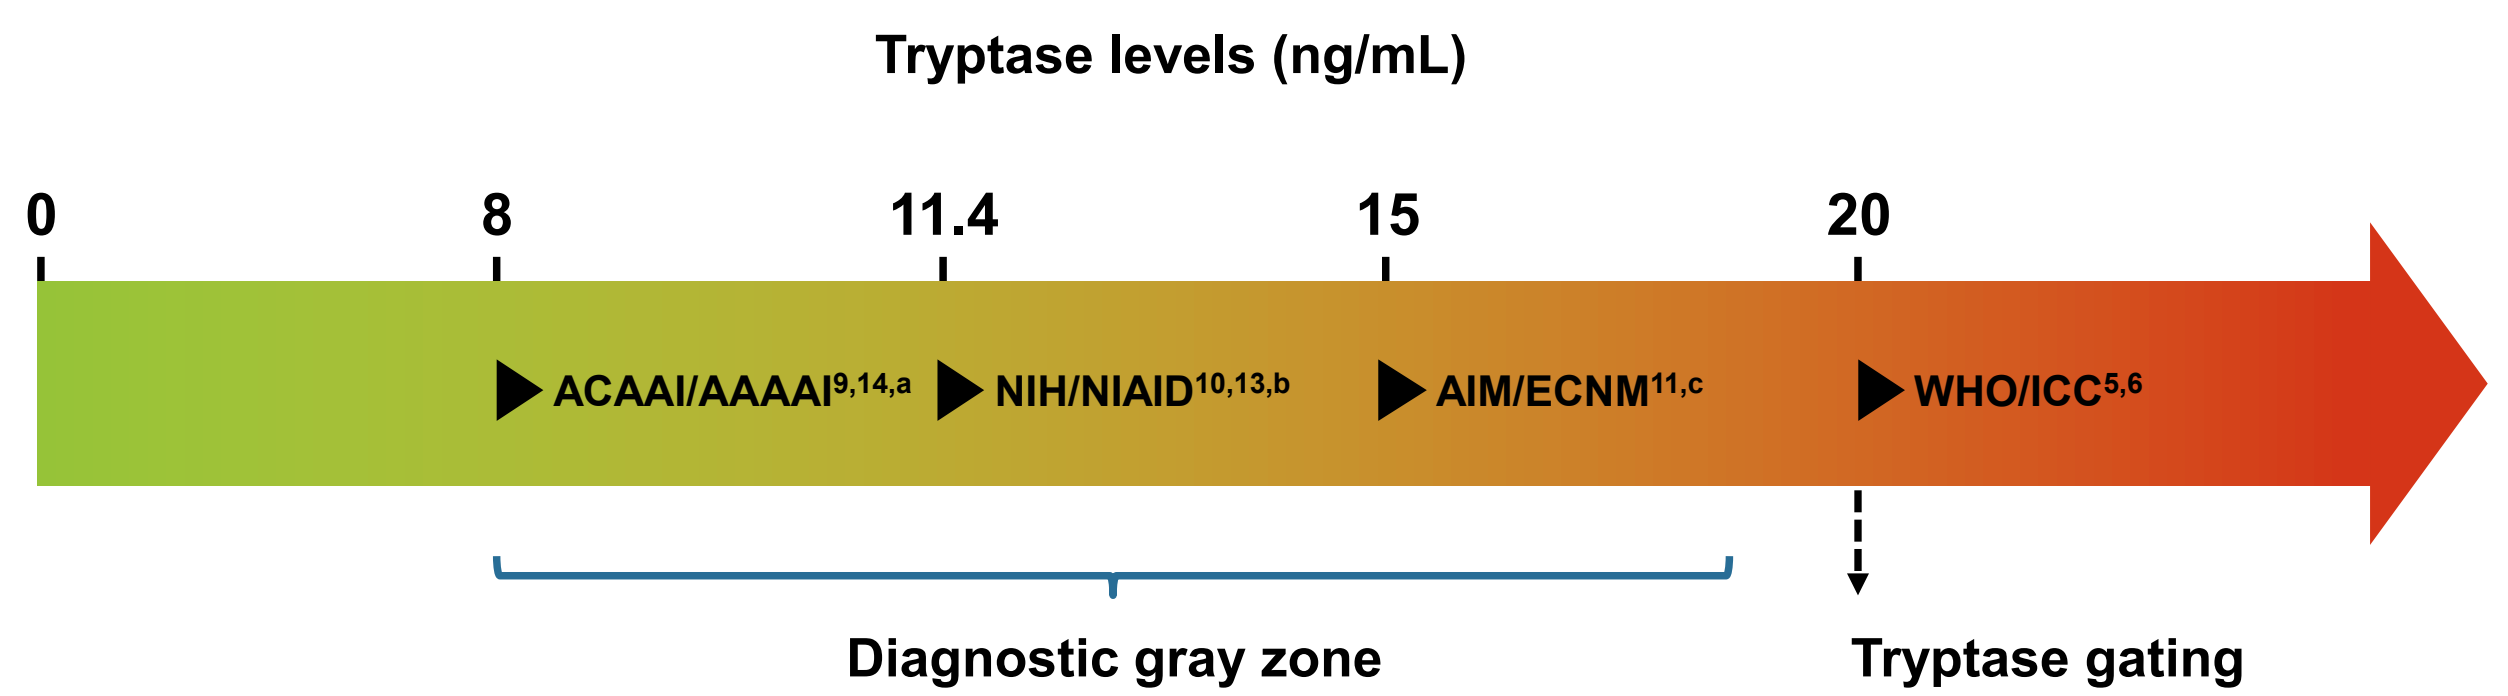 Tryptase levels (ng/mL)
0 8 11.4 15 20
ACAAI/AAAAI9,14,a NIH/NIAID10,13,b AIM/ECNM11,c WHO/ICC5,6
Diagnostic gray zone Tryptase gating